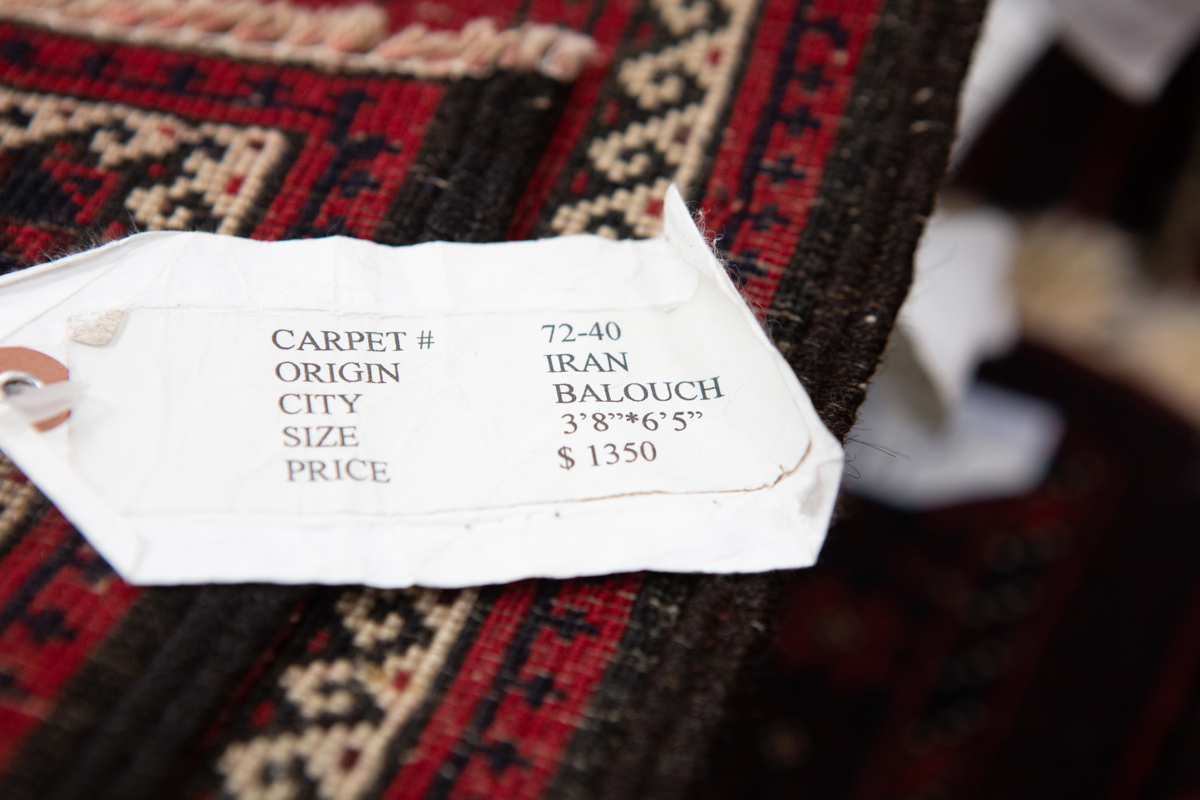 CARPET # 72-40
ORIGIN IRAN
CITY BALOUCH
SIZE 3’8”*6’5”
PRICE $ 1350